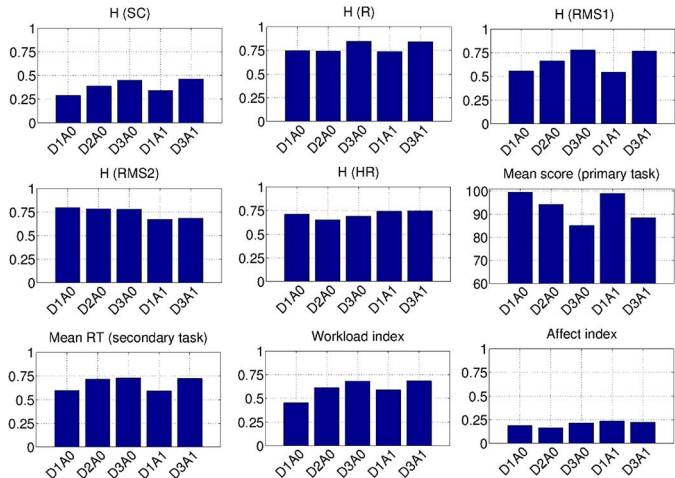 H (SC)
1
0.75
0.5
0.25
0
D1A0 D2A0 D3A0 D1A1 D3A1
H (R)
1
0.75
0.5
0.25
0
D1A0 D2A0 D3A0 D1A1 D3A1
H (RMS1)
1
0.75
0.5
0.25
0
D1A0 D2A0 D3A0 D1A1 D3A1
H (RMS2)
1
0.75
0.5
0.25
0
D1A0 D2A0 D3A0 D1A1 D3A1
H (HR)
1
0.75
0.5
0.25
0
D1A0 D2A0 D3A0 D1A1 D3A1
Mean score (primary task)
100
90
80
70
60
D1A0 D2A0 D3A0 D1A1 D3A1
Mean RT (secondary task)
1
0.75
0.5
0.25
0
D1A0 D2A0 D3A0 D1A1 D3A1
Workload index
1
0.75
0.5
0.25
0
D1A0 D2A0 D3A0 D1A1 D3A1
Affect index
1
0.75
0.5
0.25
0
D1A0 D2A0 D3A0 D1A1 D3A1